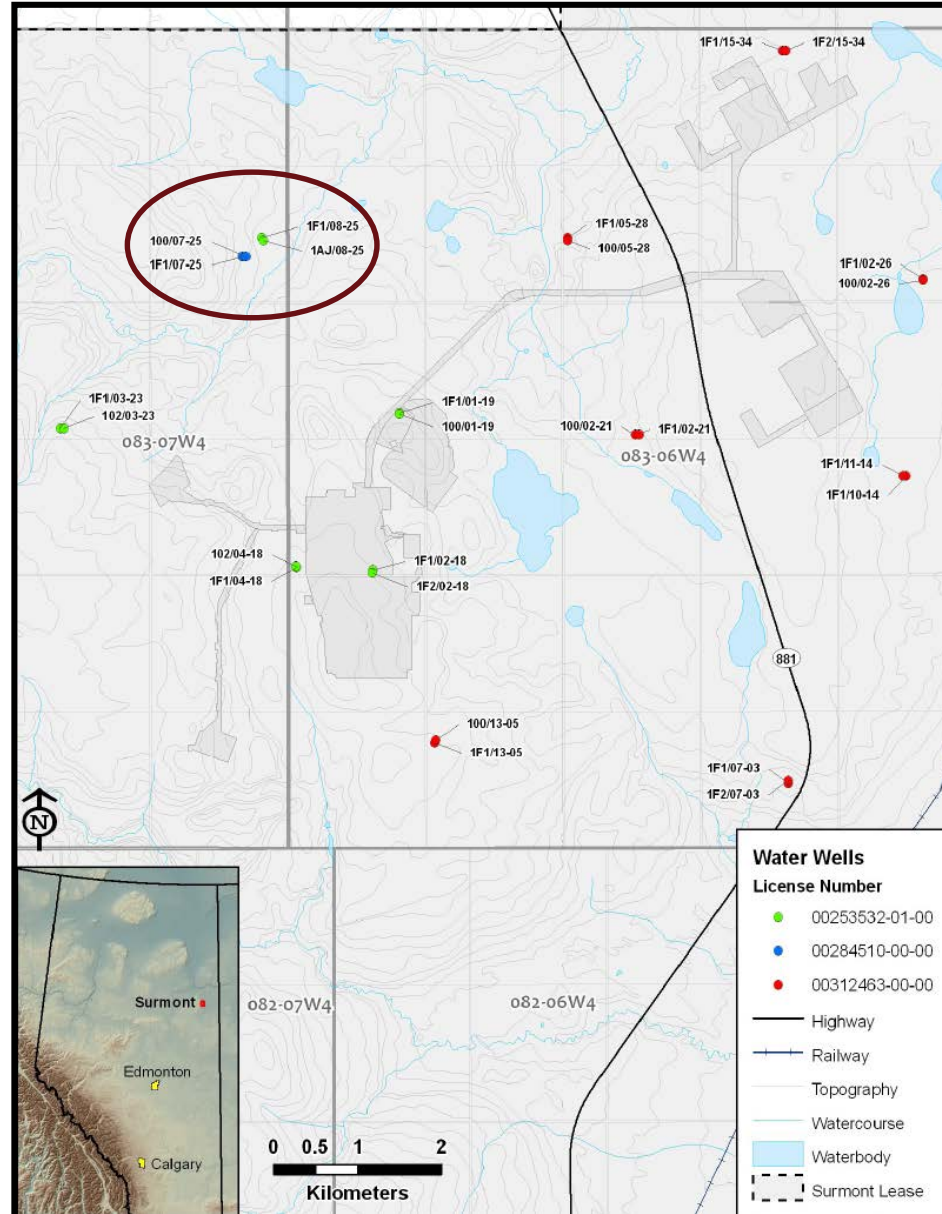 1F1/15-34
1F2/15-34
1F1/08-25
1AJ/08-25
100/07-25
1F1/07-25
1F1/05-28
100/05-28
1F1/02-26
100/02-26
1F1/03-23
102/03-23
083-07W4
1F1/01-19
100/01-19
100/02-21
1F1/02-21
083-06W4
1F1/11-14
1F1/10-14
102/04-18
1F1/04-18
1F1/02-18
1F2/02-18
881
100/13-05
1F1/13-05
1F1/07-03
1F2/07-03
N
082-07W4
082-06W4
Surmont
Edmonton
Calgary
0 0.5 1 2
Kilometers
Water Wells
License Number
00253532-01-00
00284510-00-00
00312463-00-00
Highway
Railway
Topography
Watercourse
Waterbody
Surmont Lease